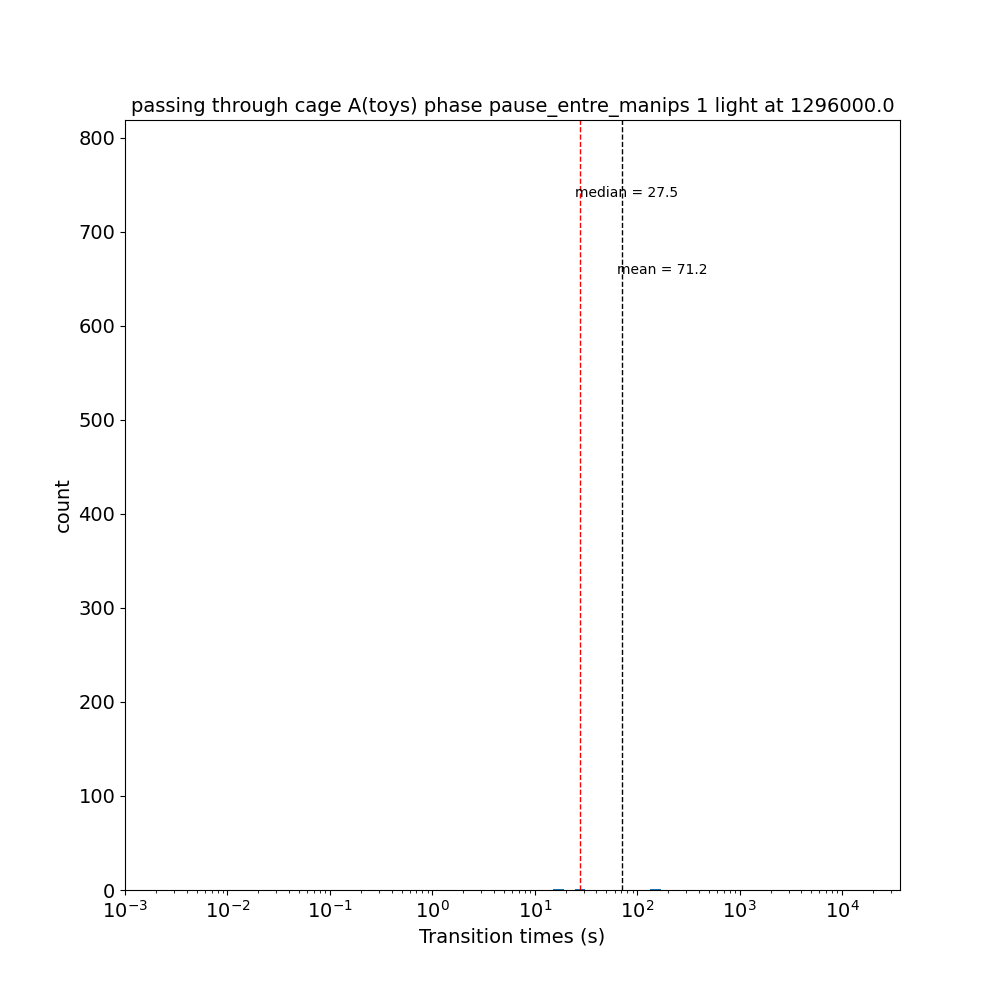 passing through cage A(toys) phase pause_entre_manips 1 light at 1296000.0
800
median = 27.5
700
mean = 71.2
600
500
400
300
200
100
0
count
10⁻³ 10⁻² 10⁻¹ 10⁰ 10¹ 10² 10³ 10⁴
Transition times (s)